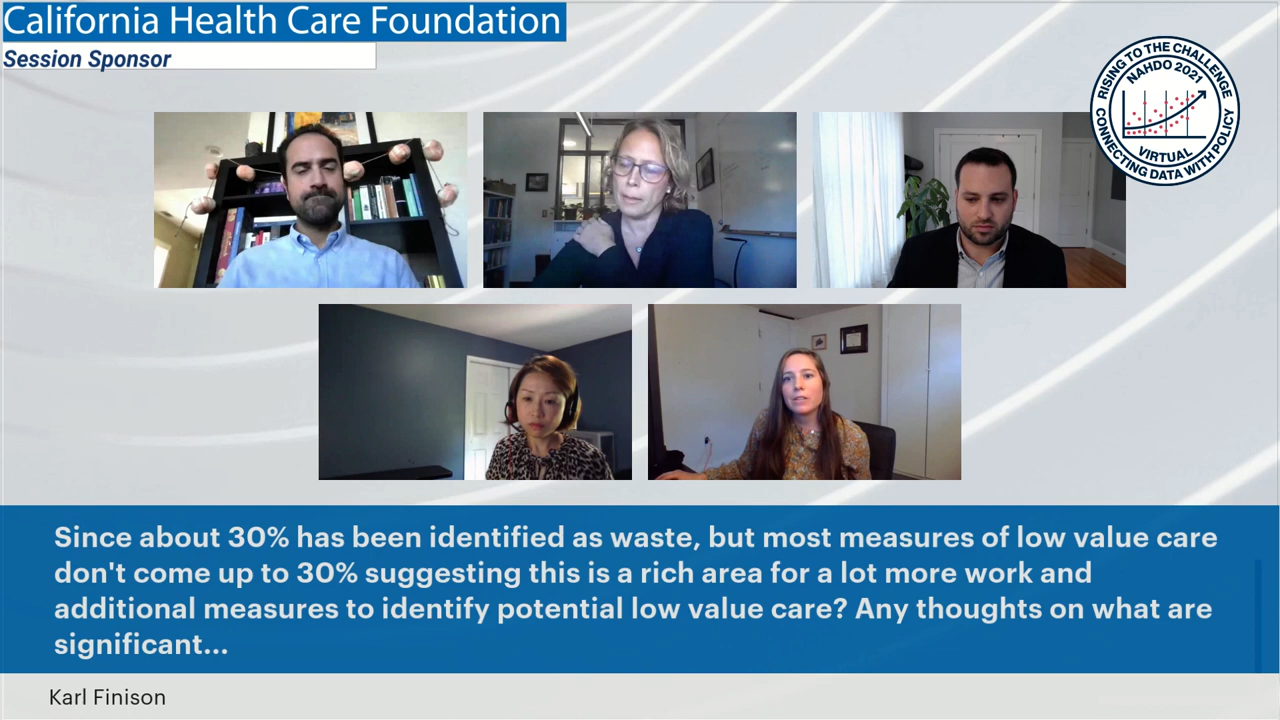 California Health Care Foundation
Session Sponsor
RISING TO THE CHALLENGE
NAHDO 2021
VIRTUAL
CONNECTING DATA WITH POLICY
Since about 30% has been identified as waste, but most measures of low value care
don't come up to 30% suggesting this is a rich area for a lot more work and
additional measures to identify potential low value care? Any thoughts on what are
significant...
Karl Finison